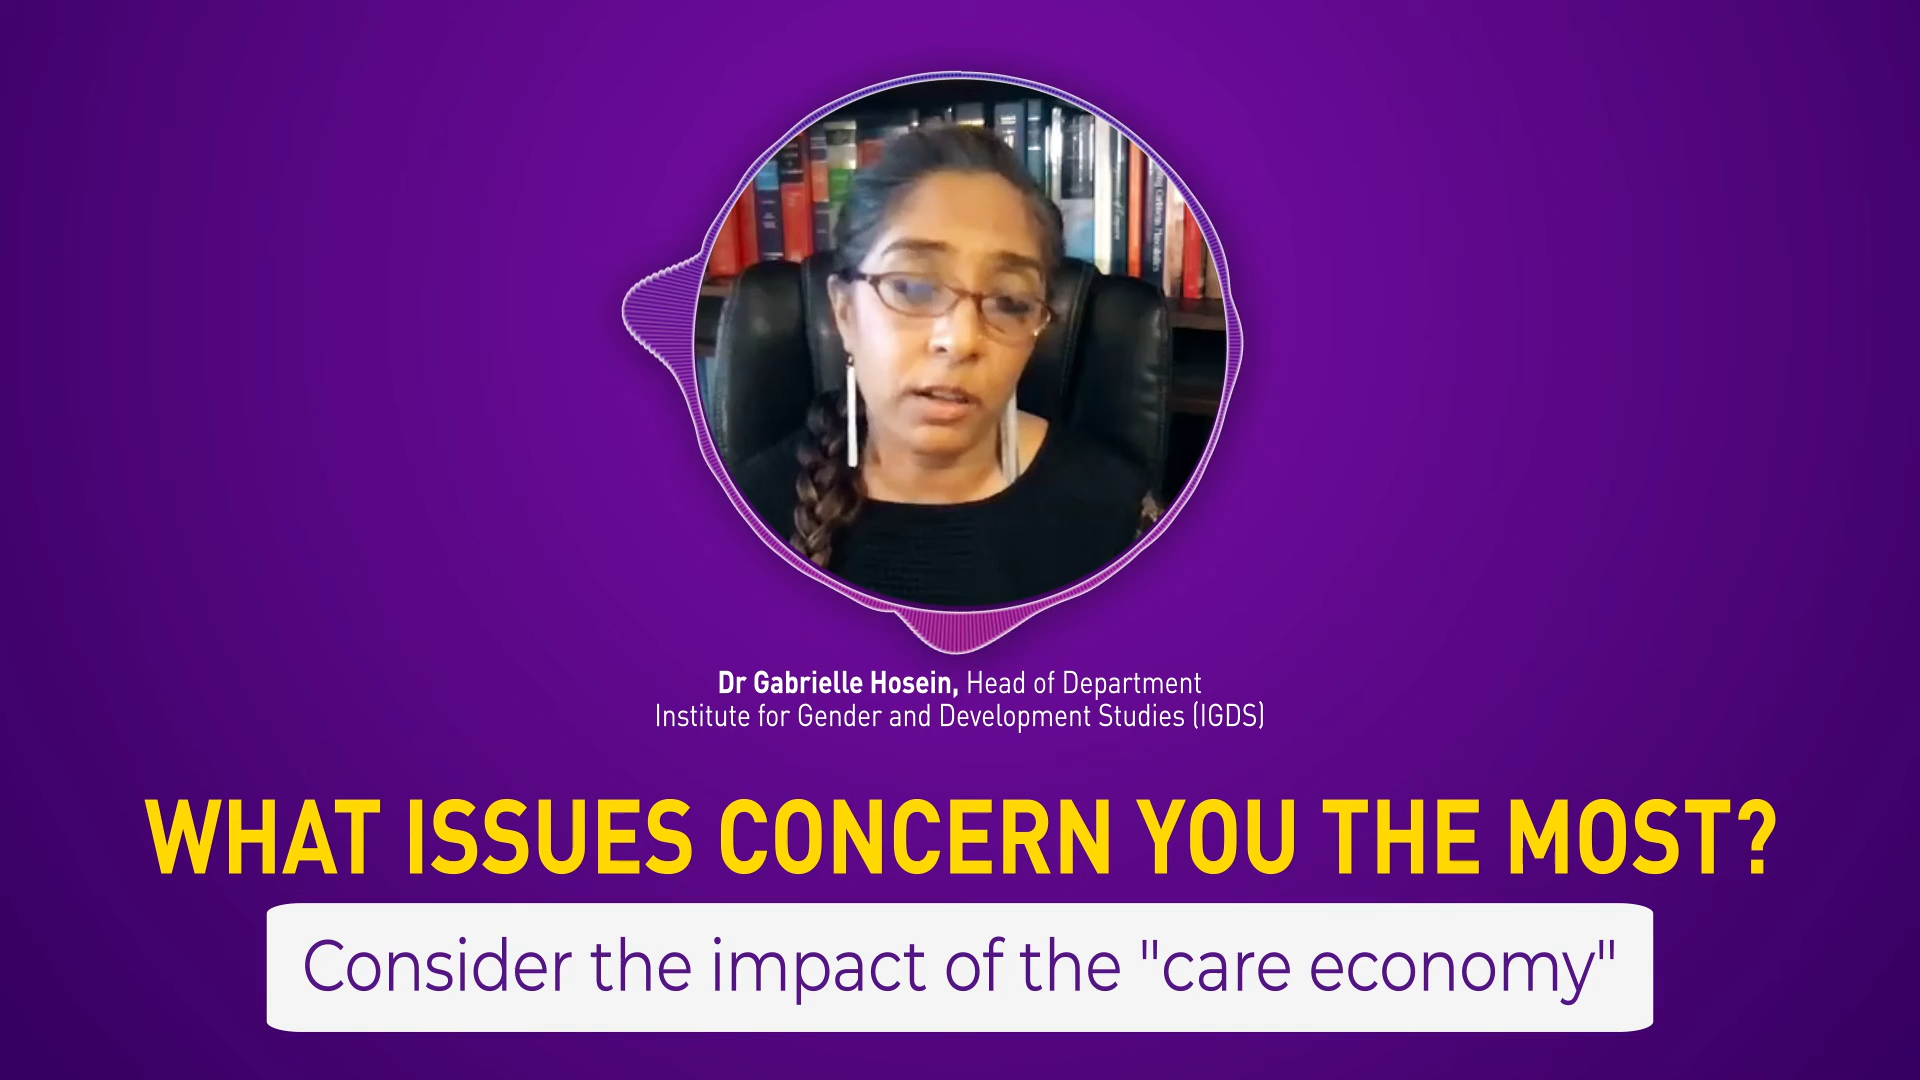 Dr Gabrielle Hosein, Head of Department
Institute for Gender and Development Studies (IGDS)
WHAT ISSUES CONCERN YOU THE MOST?
Consider the impact of the "care economy"